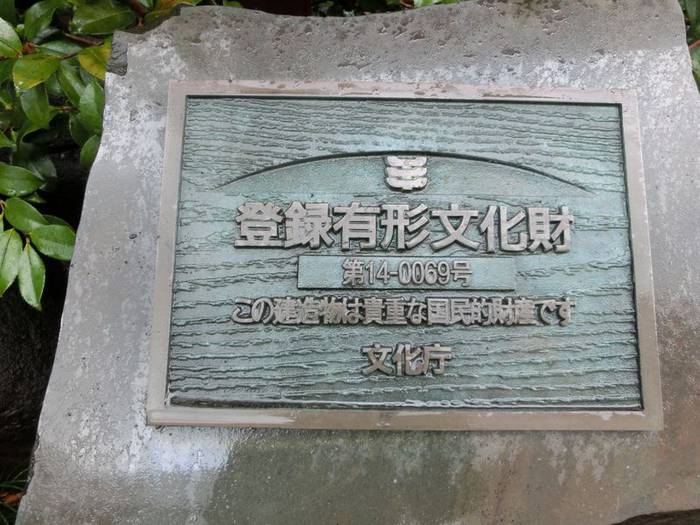 登録有形文化財
第14-0069号
この建造物は貴重な国民的財産です
文化庁